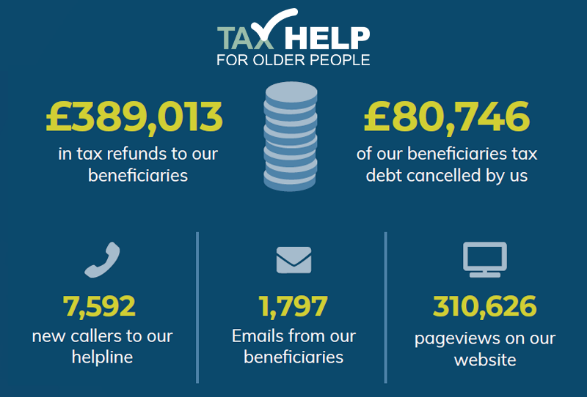 TAX HELP
FOR OLDER PEOPLE
£389,013
in tax refunds to our
beneficiaries
£80,746
of our beneficiaries tax
debt cancelled by us
7,592
new callers to our
helpline
1,797
Emails from our
beneficiaries
310,626
pageviews on our
website